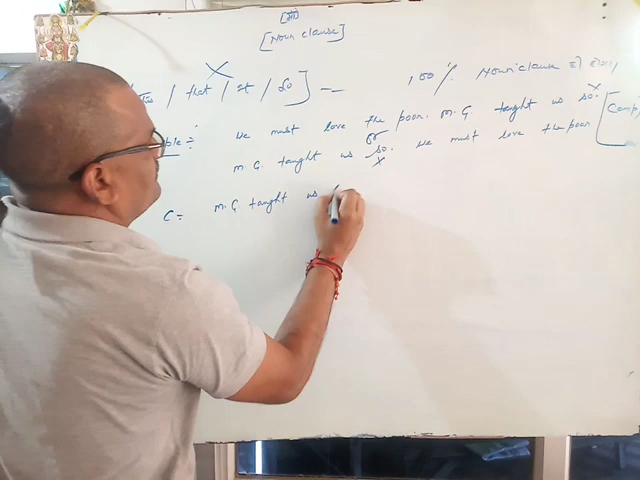 [Noun clause]
/ that / it / so ] -- 100% Noun clause
We must love the poor. M.G. taught us so. [Comp
or
M.G. taught us so. We must love the poor
C= M.G. taught us